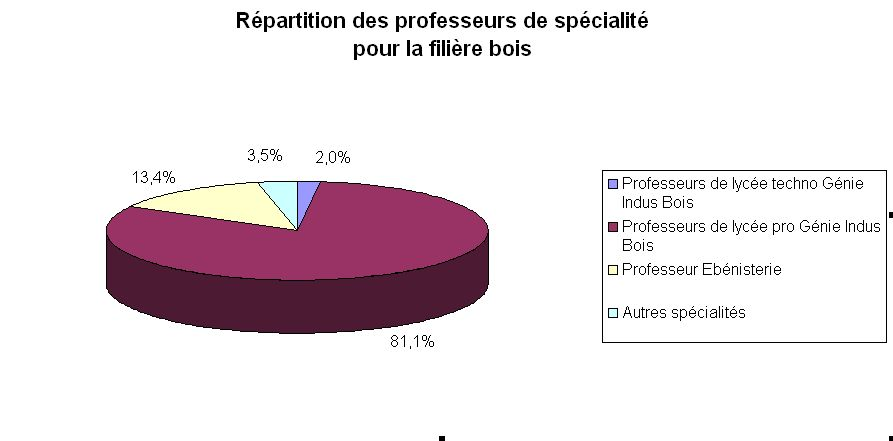 Répartition des professeurs de spécialité
pour la filière bois
3,5%
2,0%
13,4%
81,1%
Professeurs de lycée techno Génie
Indus Bois
Professeurs de lycée pro Génie Indus
Bois
Professeur Ebénisterie
Autres spécialités